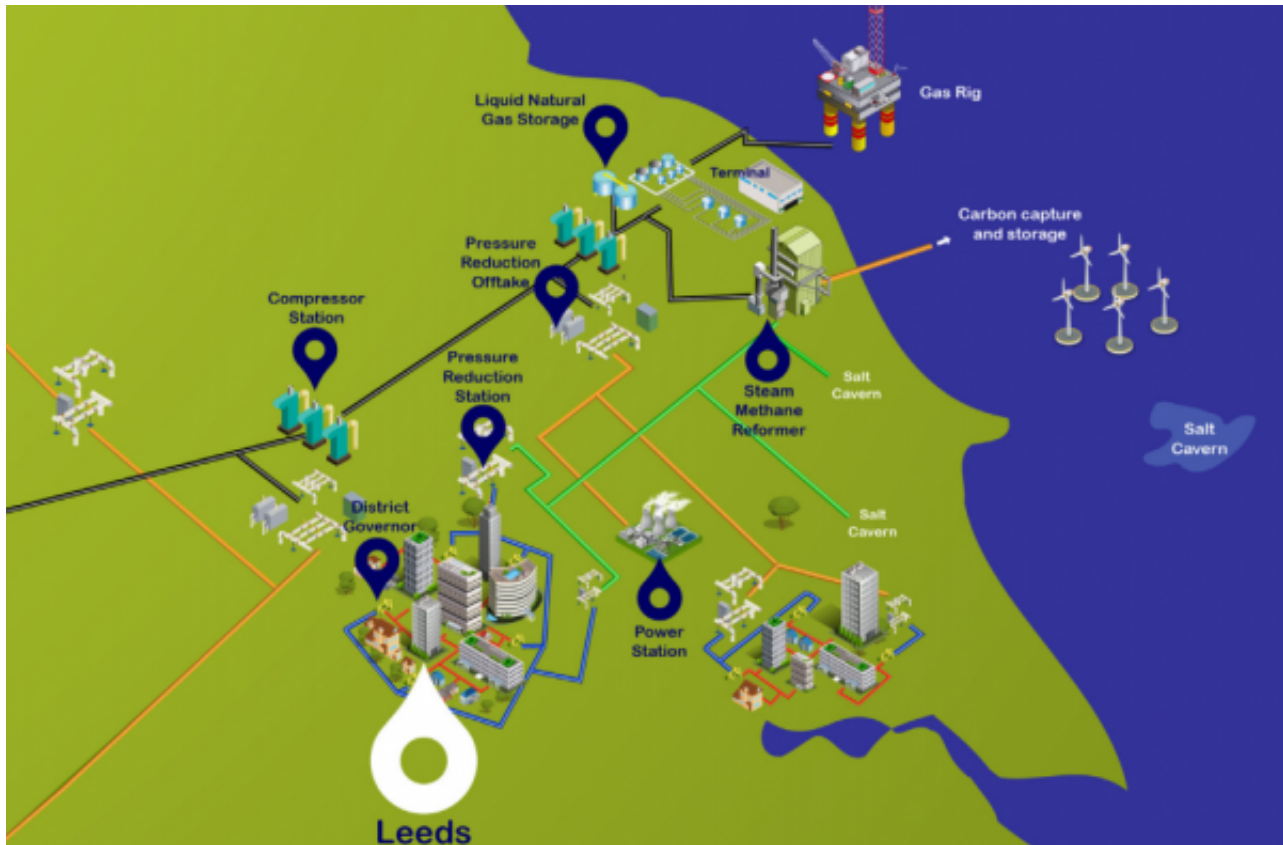 Gas Rig
Liquid Natural
Gas Storage
Terminal
Carbon capture
and storage
Pressure
Reduction
Offtake
Compressor
Station
Pressure
Reduction
Station
Salt
Cavern
Steam
Methane
Reformer
Salt
Cavern
District
Governor
Salt
Cavern
Power
Station
Leeds